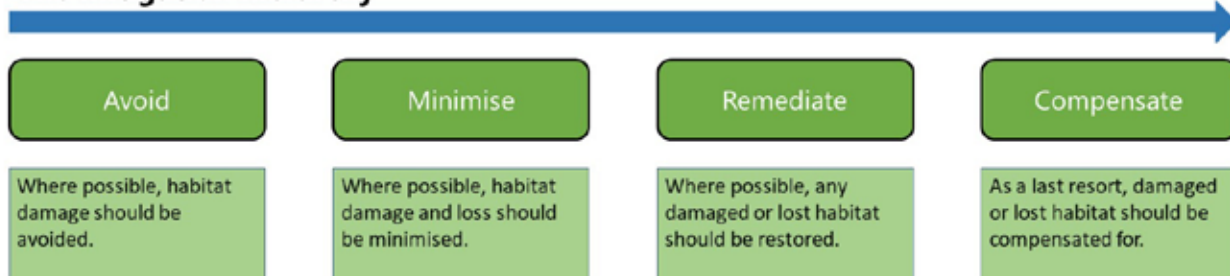 Avoid
Minimise
Remediate
Compensate
Where possible, habitat
damage should be
avoided.
Where possible, habitat
damage and loss should
be minimised.
Where possible, any
damaged or lost habitat
should be restored.
As a last resort, damaged
or lost habitat should be
compensated for.